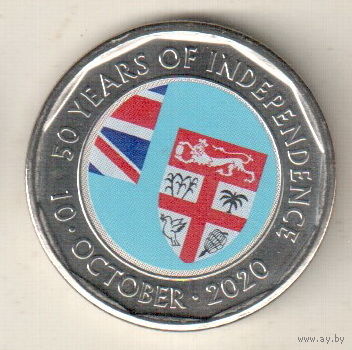 50 YEARS OF INDEPENDENCE
10 · OCTOBER · 2020
www.ay.by